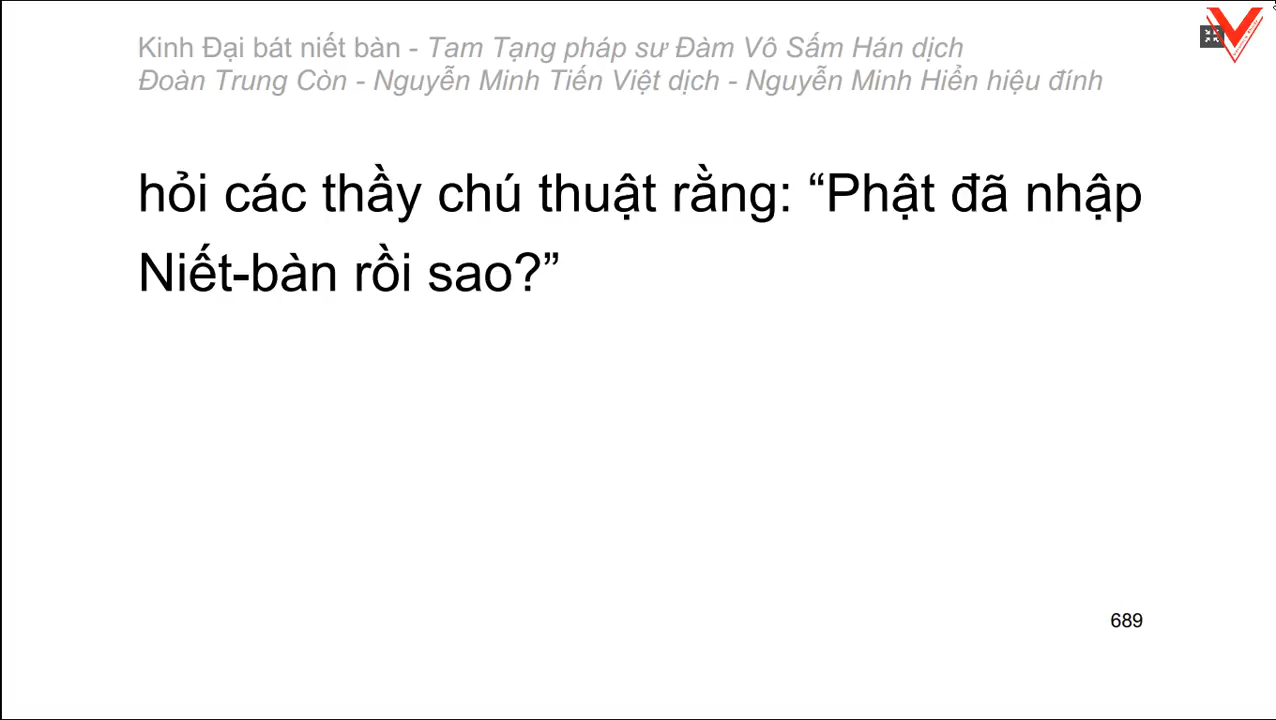 Kinh Đại bát niết bàn - Tam Tạng pháp sư Đàm Vô Sấm Hán dịch
Đoàn Trung Còn - Nguyễn Minh Tiến Việt dịch - Nguyễn Minh Hiển hiệu đính
hỏi các thầy chú thuật rằng: “Phật đã nhập
Niết-bàn rồi sao?”
689